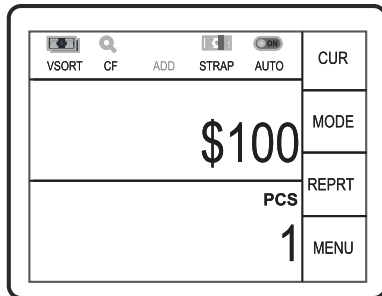 ON
VSORT CF ADD STRAP AUTO
CUR
$100
MODE
PCS
REPRT
1
MENU